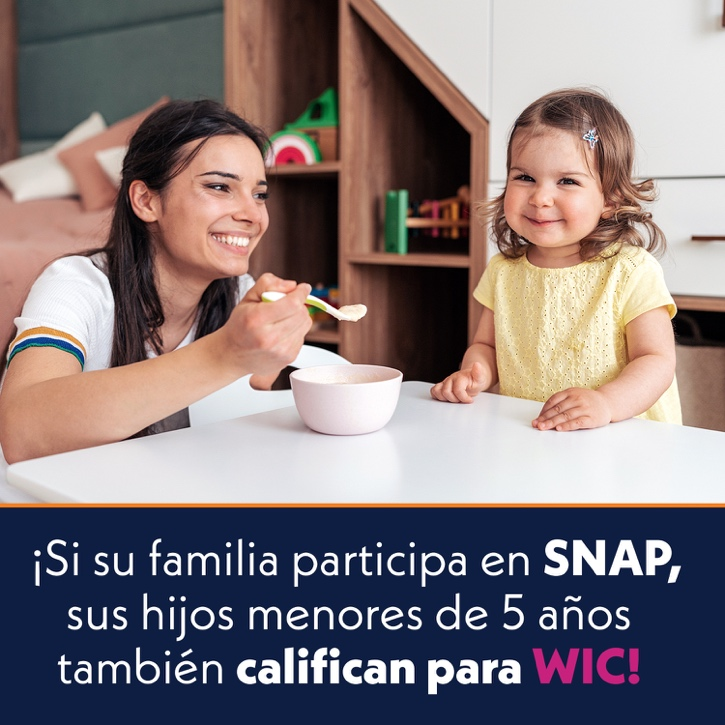 ¡Si su familia participa en SNAP,
sus hijos menores de 5 años
también califican para WIC!